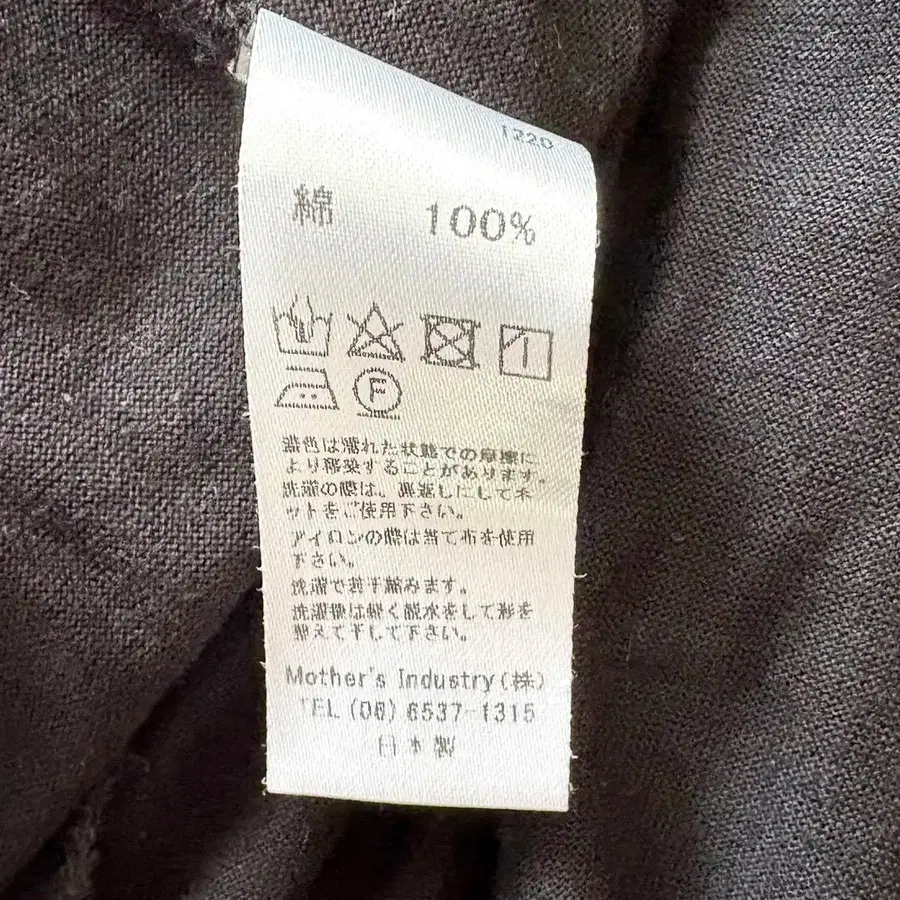 1220
綿 100%
F
濃色は濡れた状態での摩擦に
より移染することがあります。
洗濯の際は、裏返しにしてネ
ットをご使用下さい。
アイロンの際は当て布を使用
下さい。
洗濯で若干縮みます。
洗濯後は軽く脱水をして形を
整えて干して下さい。
Mother's Industry(株)
TEL (06) 6537-1315
日本製